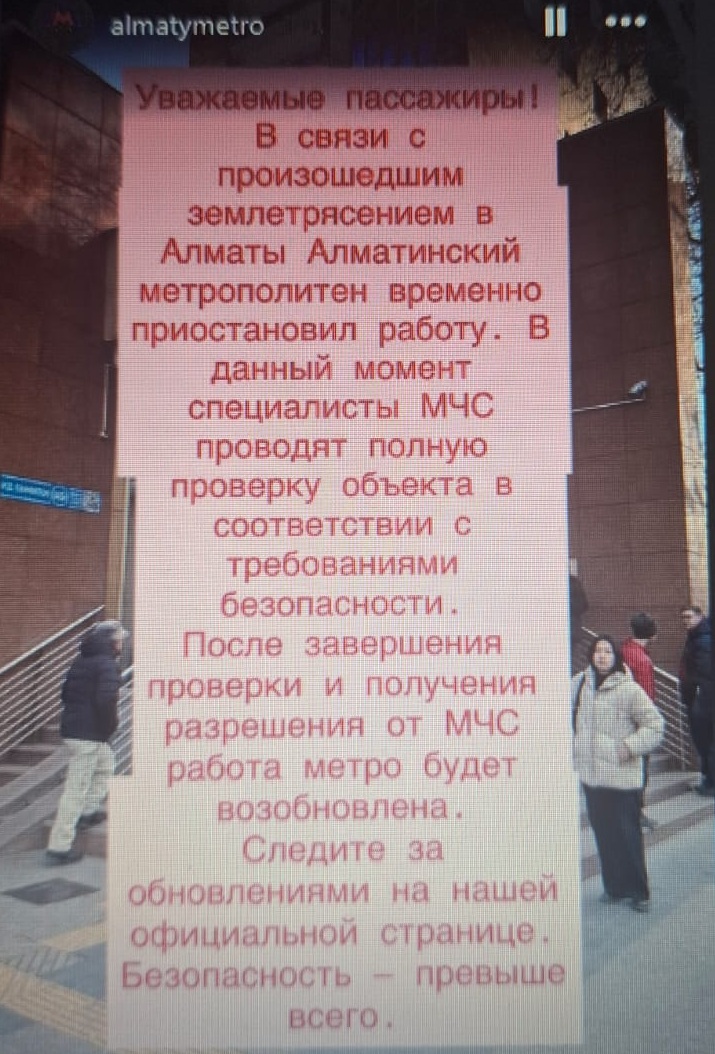 almatymetro
Уважаемые пассажиры!
В связи с
произошедшим
землетрясением в
Алматы Алматинский
метрополитен временно
приостановил работу. В
данный момент
специалисты МЧС
проводят полную
проверку объекта в
соответствии с
требованиями
безопасности.
После завершения
проверки и получения
разрешения от МЧС
работа метро будет
возобновлена.
Следите за
обновлениями на нашей
официальной странице.
Безопасность – превыше
всего.